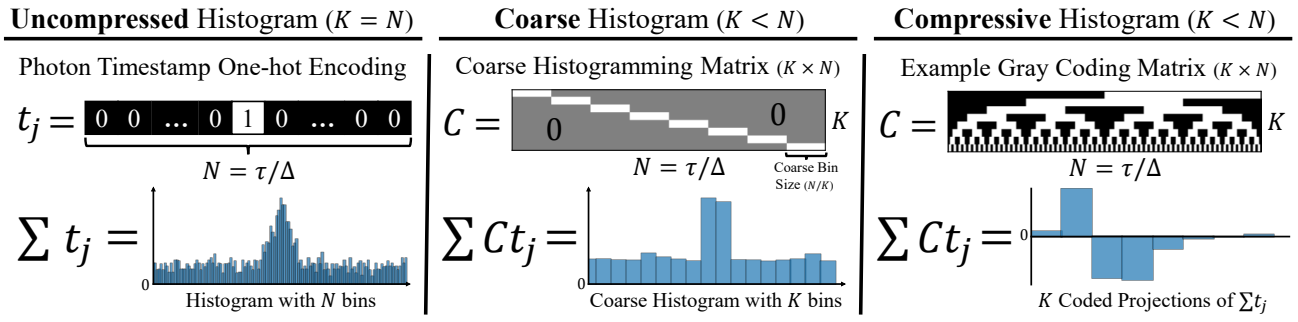 Uncompressed Histogram (K = N)
Photon Timestamp One-hot Encoding
t_j = 0 0 ... 0 1 0 ... 0 0
N = τ/Δ
∑ t_j =
0
Histogram with N bins
Coarse Histogram (K < N)
Coarse Histogramming Matrix (K × N)
C = 0 0 K
N = τ/Δ
Coarse Bin
Size (N/K)
∑ Ct_j =
0
Coarse Histogram with K bins
Compressive Histogram (K < N)
Example Gray Coding Matrix (K × N)
C = K
N = τ/Δ
∑ Ct_j =
0
K Coded Projections of ∑t_j